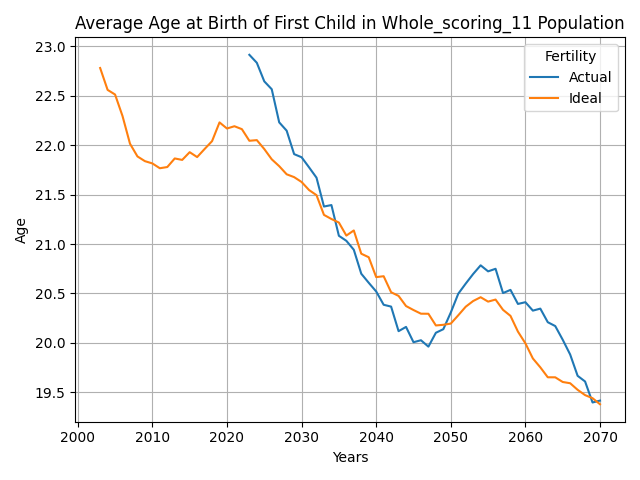 Average Age at Birth of First Child in Whole_scoring_11 Population
Fertility
Actual
Ideal
Age
23.0
22.5
22.0
21.5
21.0
20.5
20.0
19.5
2000 2010 2020 2030 2040 2050 2060 2070
Years